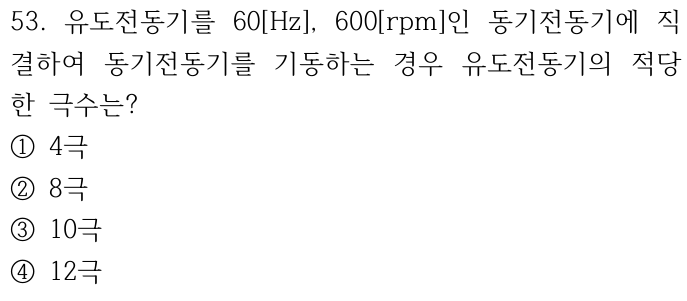 53. 유도전동기를 60[Hz], 600[rpm]인 동기전동기에 직
결하여 동기전동기를 기동하는 경우 유도전동기의 적당
한 극수는?
① 4극
② 8극
③ 10극
④ 12극